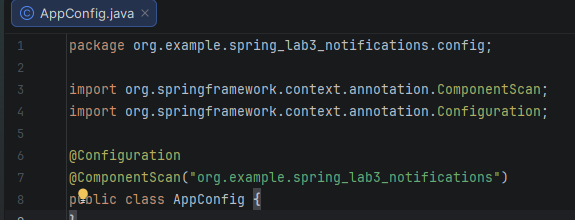 AppConfig.java
1 package org.example.spring_lab3_notifications.config;
2
3 import org.springframework.context.annotation.ComponentScan;
4 import org.springframework.context.annotation.Configuration;
5
6 @Configuration
7 @ComponentScan("org.example.spring_lab3_notifications")
8 public class AppConfig {
9 }